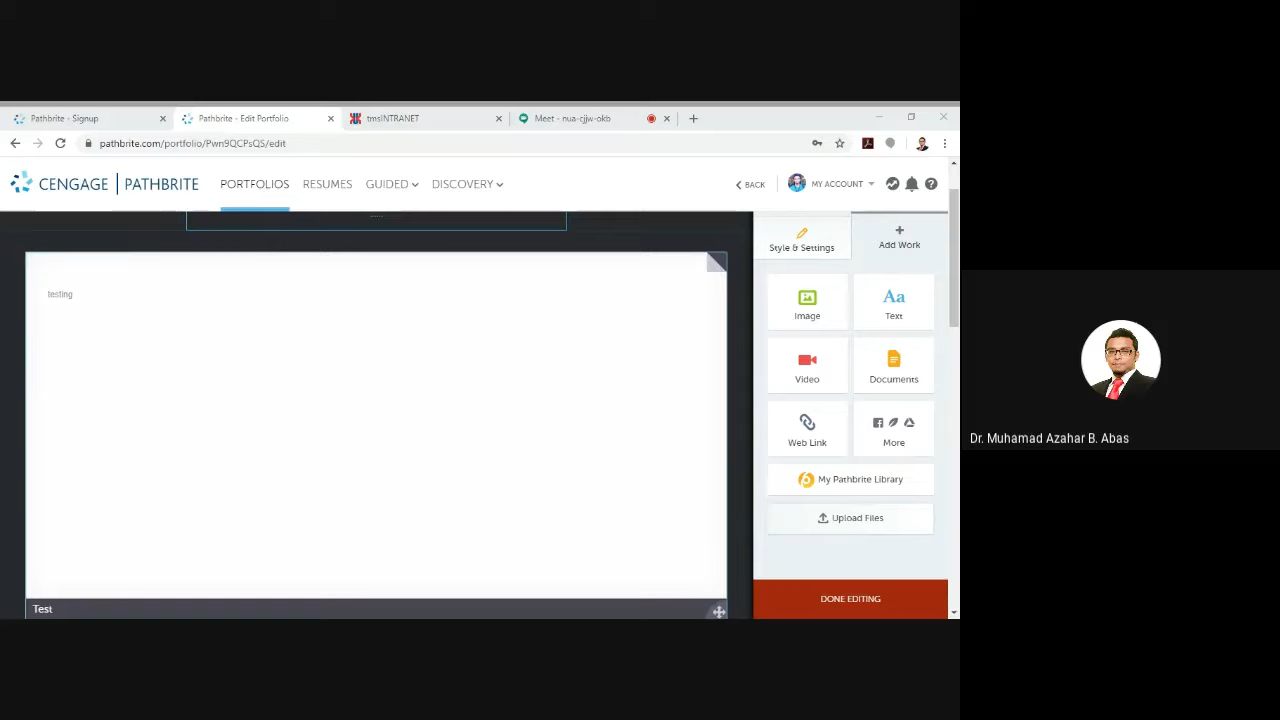 Pathbrite - Signup
Pathbrite - Edit Portfolio
tmsINTRANET
Meet - nua-cjjw-okb
pathbrite.com/portfolio/Pwn9QCPsQS/edit
CENGAGE | PATHBRITE
PORTFOLIOS
RESUMES
GUIDED
DISCOVERY
BACK
MY ACCOUNT
Style & Settings
Add Work
testing
Image
Text
Video
Documents
Web Link
More
My Pathbrite Library
Upload Files
DONE EDITING
Test
Dr. Muhamad Azahar B. Abas